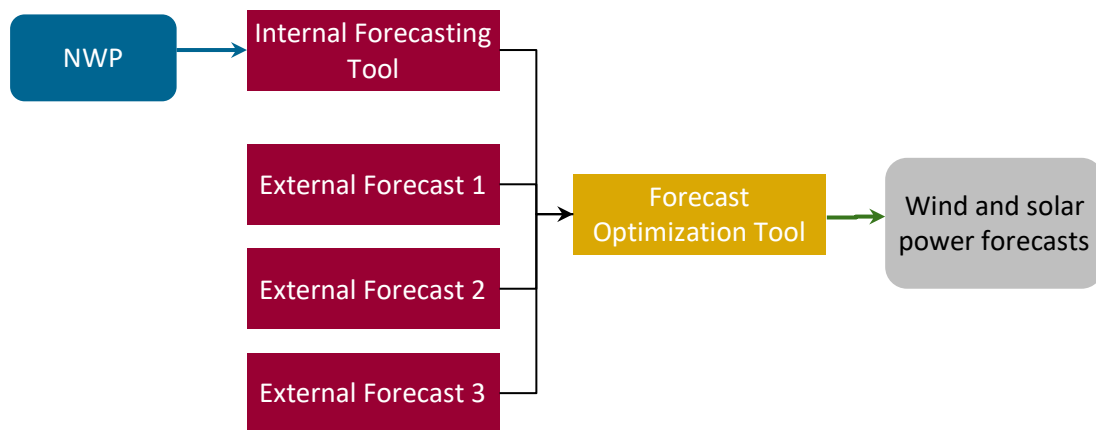 NWP
Internal Forecasting
Tool
External Forecast 1
External Forecast 2
External Forecast 3
Forecast
Optimization Tool
Wind and solar
power forecasts